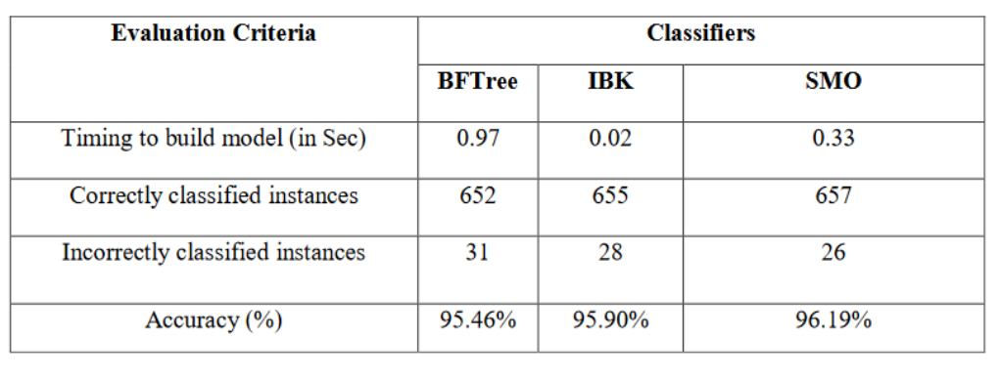 Evaluation Criteria Classifiers
BFTree IBK SMO
Timing to build model (in Sec) 0.97 0.02 0.33
Correctly classified instances 652 655 657
Incorrectly classified instances 31 28 26
Accuracy (%) 95.46% 95.90% 96.19%